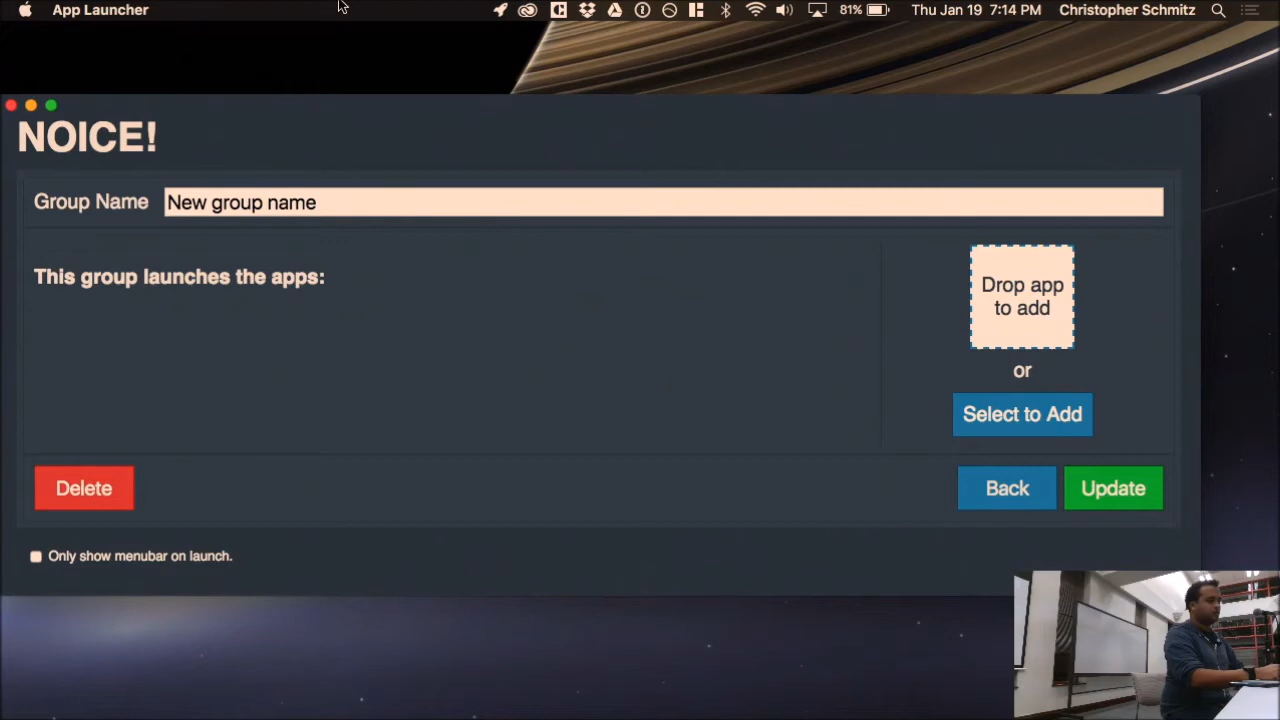 App Launcher 81% Thu Jan 19 7:14 PM Christopher Schmitz
NOICE!
Group Name New group name
This group launches the apps:
Drop app
to add
or
Select to Add
Delete Back Update
Only show menubar on launch.